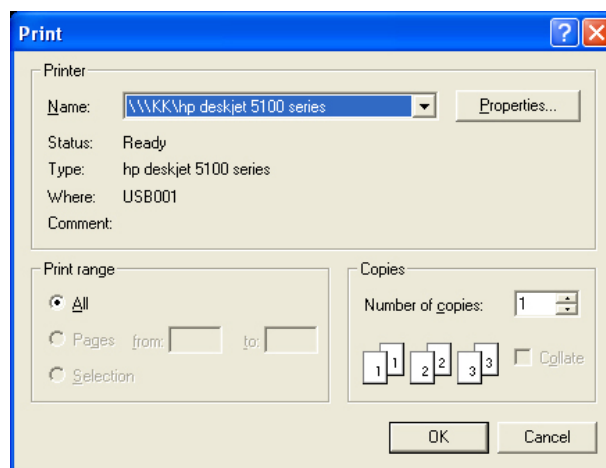 Print
Printer
Name: \\\KK\hp deskjet 5100 series Properties...
Status: Ready
Type: hp deskjet 5100 series
Where: USB001
Comment:
Print range
All
Pages from: to:
Selection
Copies
Number of copies: 1
1 1 2 2 3 3 Collate
OK Cancel